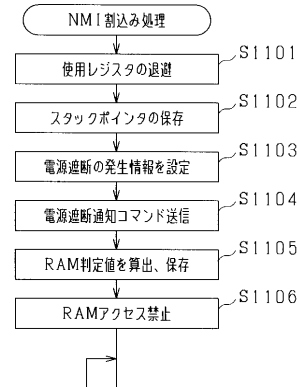 NMI割込み処理
使用レジスタの退避
S1101
スタックポインタの保存
S1102
電源遮断の発生情報を設定
S1103
電源遮断通知コマンド送信
S1104
RAM判定値を算出、保存
S1105
RAMアクセス禁止
S1106